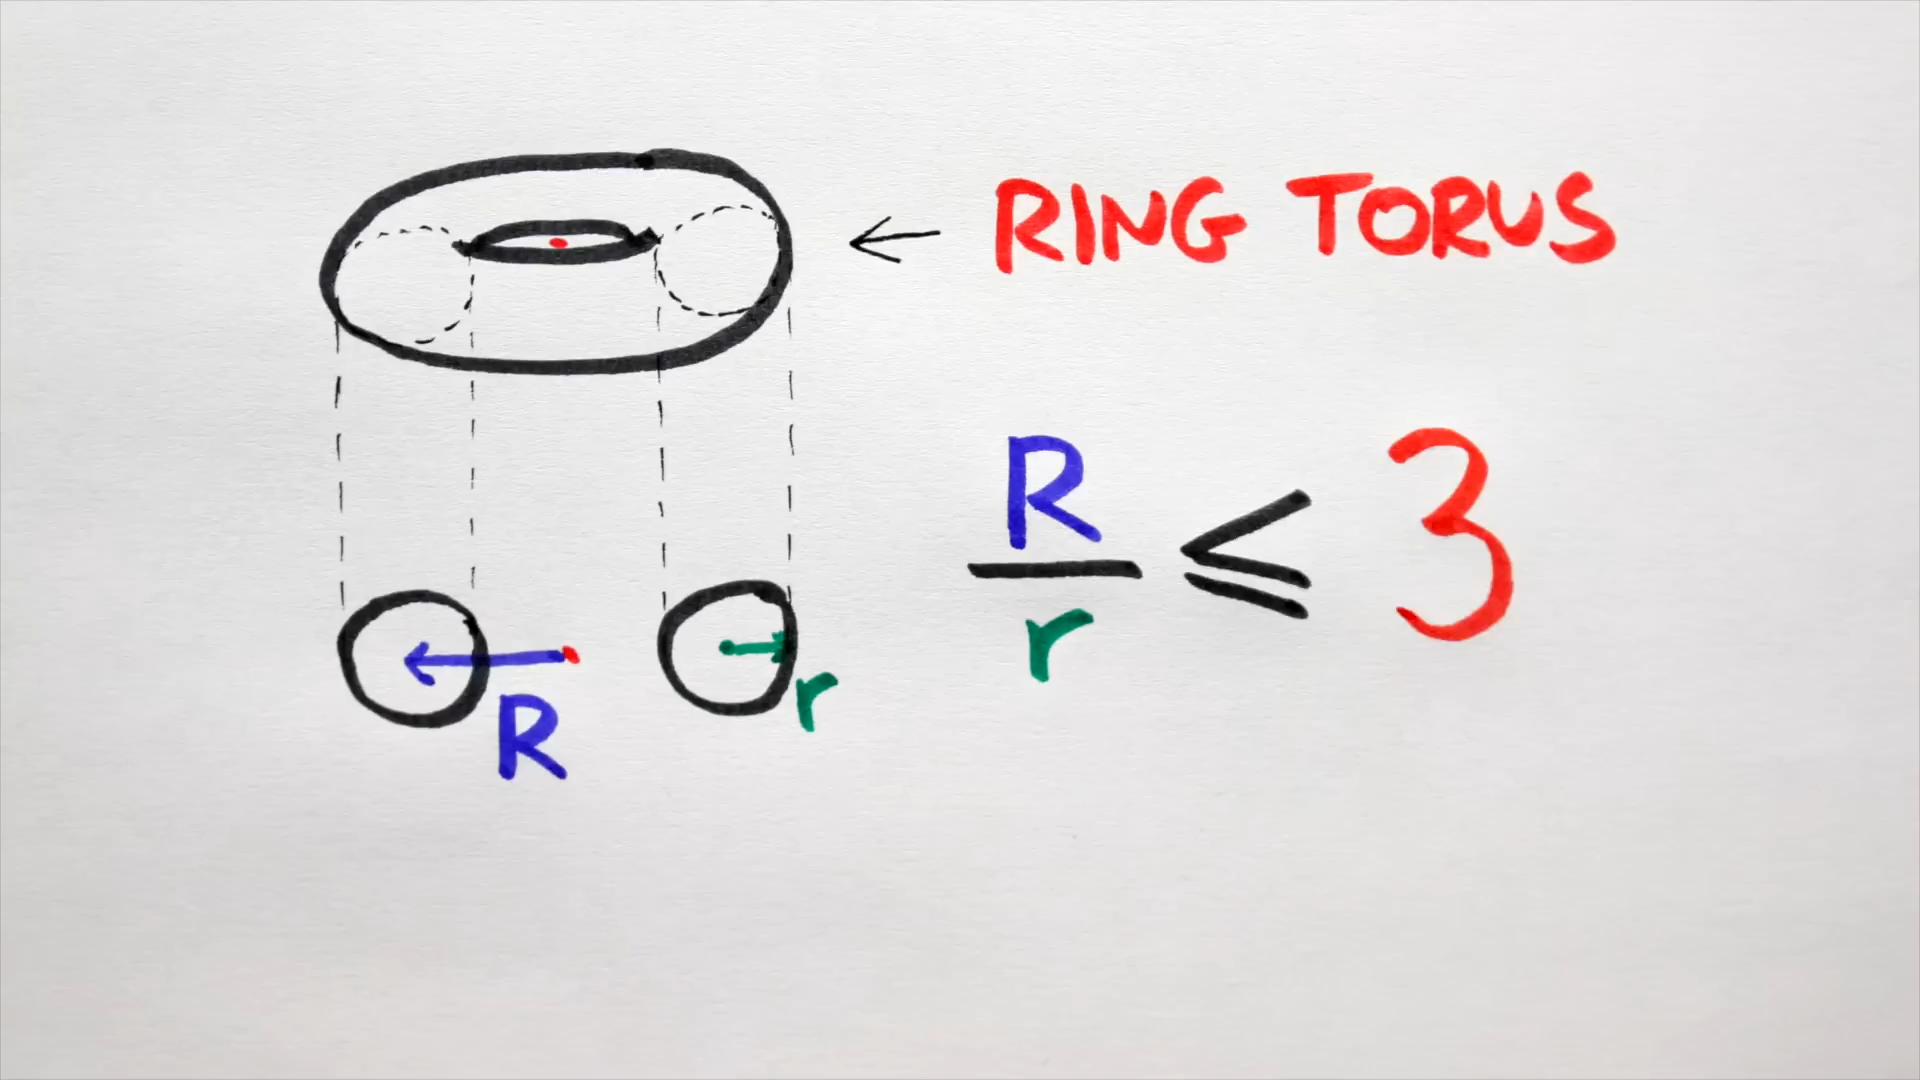 ← RING TORUS
R/r ≤ 3
R
r